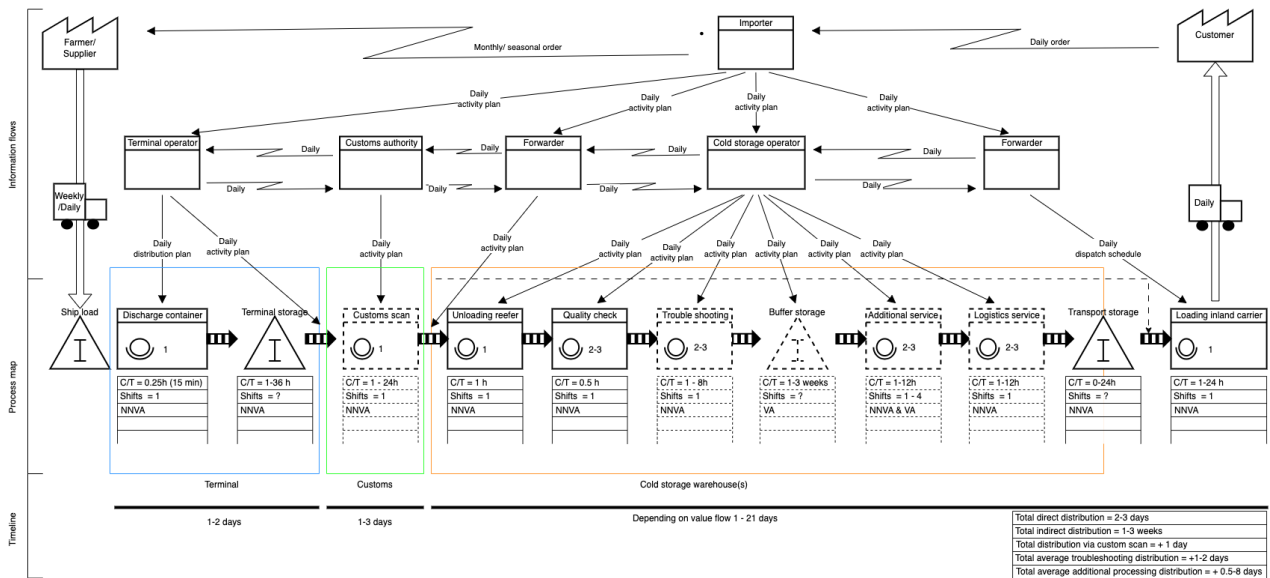 Information flows
Process map
Timeline
Farmer/
Supplier
Monthly/ seasonal order
Importer
Daily order
Customer
Daily
activity plan
Daily
activity plan
Daily
activity plan
Daily
activity plan
Terminal operator
Daily
Daily
Customs authority
Daily
Daily
Forwarder
Daily
Daily
Cold storage operator
Daily
Daily
Forwarder
Weekly
/Daily
Daily
Daily
distribution plan
Daily
activity plan
Daily
activity plan
Daily
activity plan
Daily
activity plan
Daily
activity plan
Daily
activity plan
Daily
activity plan
Daily
activity plan
Daily
activity plan
Daily
dispatch schedule
Ship load
I
Discharge container
1
C/T = 0.25h (15 min)
Shifts = 1
NNVA
Terminal storage
I
C/T = 1-36 h
Shifts = ?
NNVA
Customs scan
1
C/T = 1 - 24h
Shifts = 1
NNVA
Unloading reefer
1
C/T = 1 h
Shifts = 1
NNVA
Quality check
2-3
C/T = 0.5 h
Shifts = 1
NNVA
Trouble shooting
2-3
C/T = 1 - 8h
Shifts = 1
NNVA
Buffer storage
I
C/T = 1-3 weeks
Shifts = ?
VA
Additional service
2-3
C/T = 1-12h
Shifts = 1 - 4
NNVA & VA
Logistics service
2-3
C/T = 1-12h
Shifts = 1
NNVA
Transport storage
I
C/T = 0-24h
Shifts = ?
NNVA
Loading inland carrier
1
C/T = 1-24 h
Shifts = 1
NNVA
Terminal
Customs
Cold storage warehouse(s)
1-2 days
1-3 days
Depending on value flow 1 - 21 days
Total direct distribution = 2-3 days
Total indirect distribution = 1-3 weeks
Total distribution via custom scan = + 1 day
Total average troubleshooting distribution = +1-2 days
Total average additional processing distribution = + 0.5-8 days